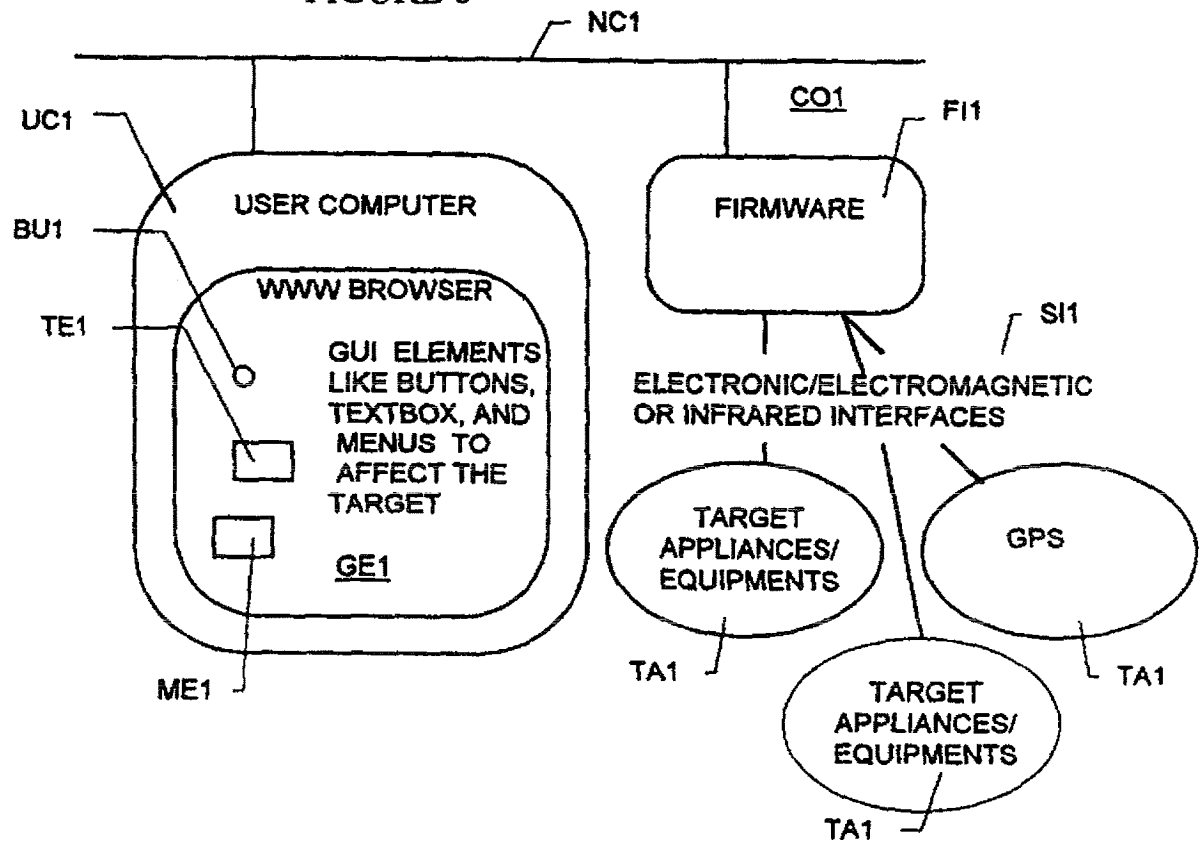 NC1
CO1
UC1
FI1
USER COMPUTER
FIRMWARE
BU1
WWW BROWSER
TE1
SI1
GUI ELEMENTS
LIKE BUTTONS,
TEXTBOX, AND
MENUS TO
AFFECT THE
TARGET
ELECTRONIC/ELECTROMAGNETIC
OR INFRARED INTERFACES
GE1
TARGET
APPLIANCES/
EQUIPMENTS
GPS
ME1
TA1
TA1
TARGET
APPLIANCES/
EQUIPMENTS
TA1